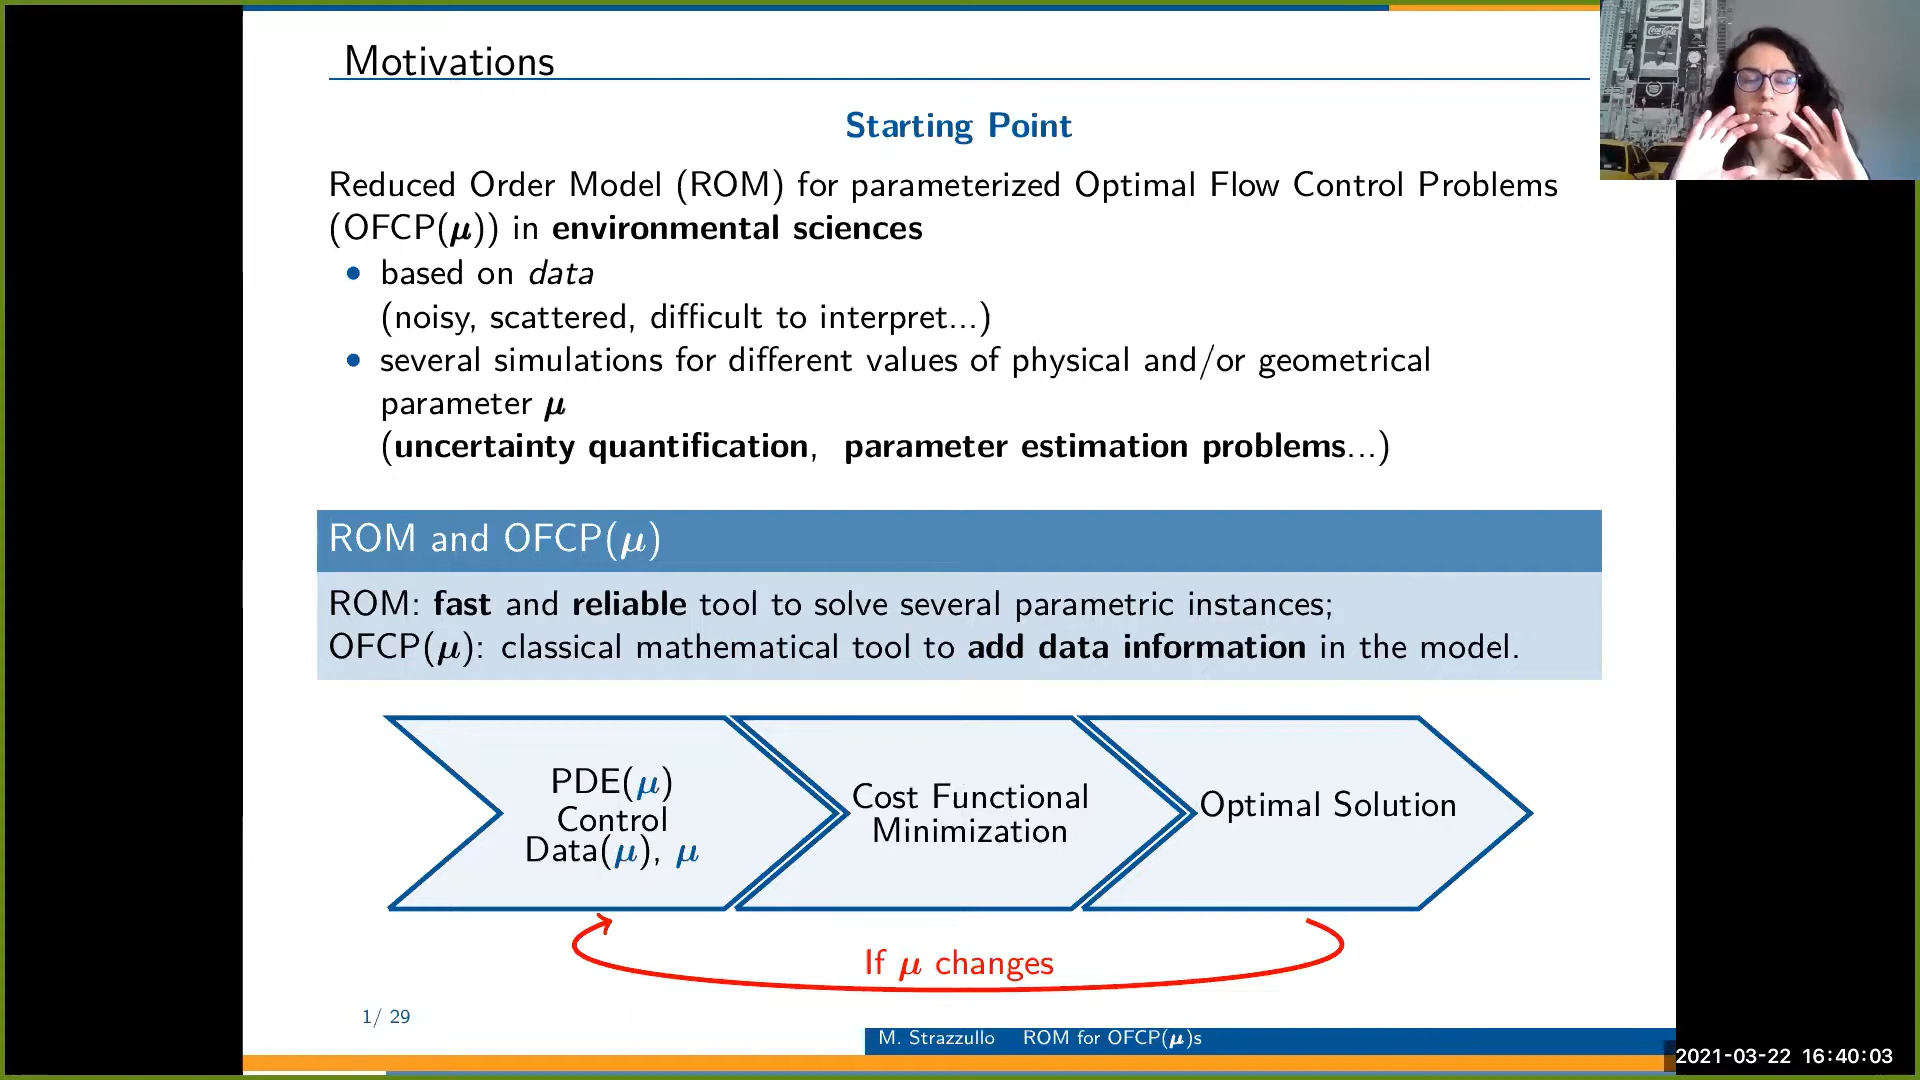 Motivations
Starting Point
Reduced Order Model (ROM) for parameterized Optimal Flow Control Problems
(OFCP(μ)) in environmental sciences
• based on data
(noisy, scattered, difficult to interpret...)
• several simulations for different values of physical and/or geometrical
parameter μ
(uncertainty quantification, parameter estimation problems...)
ROM and OFCP(μ)
ROM: fast and reliable tool to solve several parametric instances;
OFCP(μ): classical mathematical tool to add data information in the model.
PDE(μ)
Control
Data(μ), μ
Cost Functional
Minimization
Optimal Solution
If μ changes
1/ 29
M. Strazzullo ROM for OFCP(μ)s
2021-03-22 16:40:03
Coca-Cola